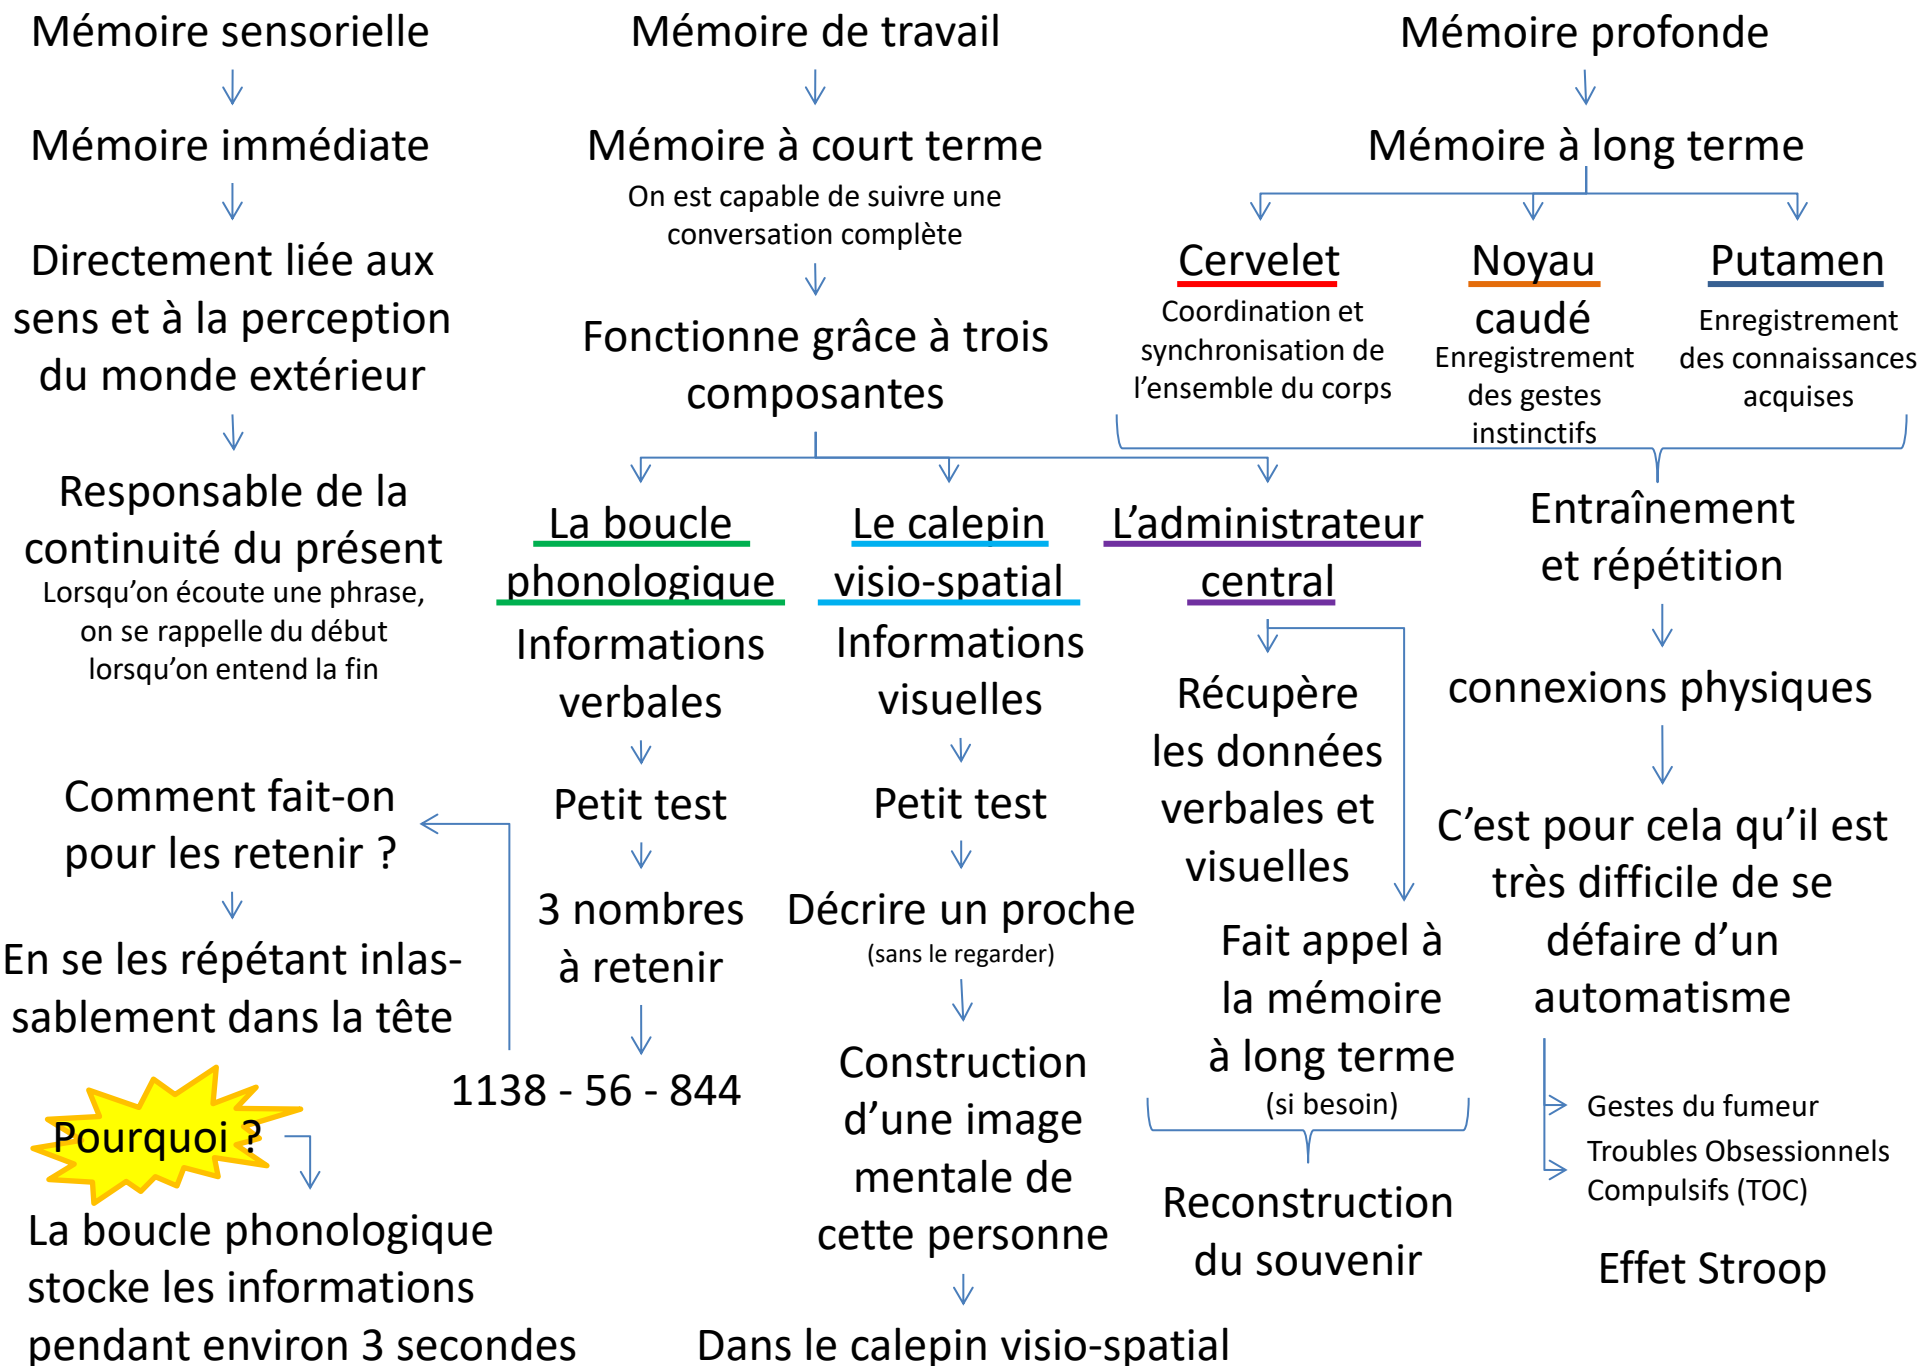 Mémoire sensorielle
Mémoire immédiate
Directement liée aux
sens et à la perception
du monde extérieur
Responsable de la
continuité du présent
Lorsqu'on écoute une phrase,
on se rappelle du début
lorsqu'on entend la fin
Mémoire de travail
Mémoire à court terme
On est capable de suivre une
conversation complète
Fonctionne grâce à trois
composantes
La boucle
phonologique
Informations
verbales
Petit test
3 nombres
à retenir
1138 - 56 - 844
Comment fait-on
pour les retenir ?
En se les répétant inlas-
sablement dans la tête
Pourquoi ?
La boucle phonologique
stocke les informations
pendant environ 3 secondes
Le calepin
visio-spatial
Informations
visuelles
Petit test
Décrire un proche
(sans le regarder)
Construction
d'une image
mentale de
cette personne
Dans le calepin visio-spatial
L'administrateur
central
Récupère
les données
verbales et
visuelles
Fait appel à
la mémoire
à long terme
(si besoin)
Reconstruction
du souvenir
Mémoire profonde
Mémoire à long terme
Cervelet
Coordination et
synchronisation de
l'ensemble du corps
Noyau
caudé
Enregistrement
des gestes
instinctifs
Putamen
Enregistrement
des connaissances
acquises
Entraînement
et répétition
connexions physiques
C'est pour cela qu'il est
très difficile de se
défaire d'un
automatisme
Gestes du fumeur
Troubles Obsessionnels
Compulsifs (TOC)
Effet Stroop